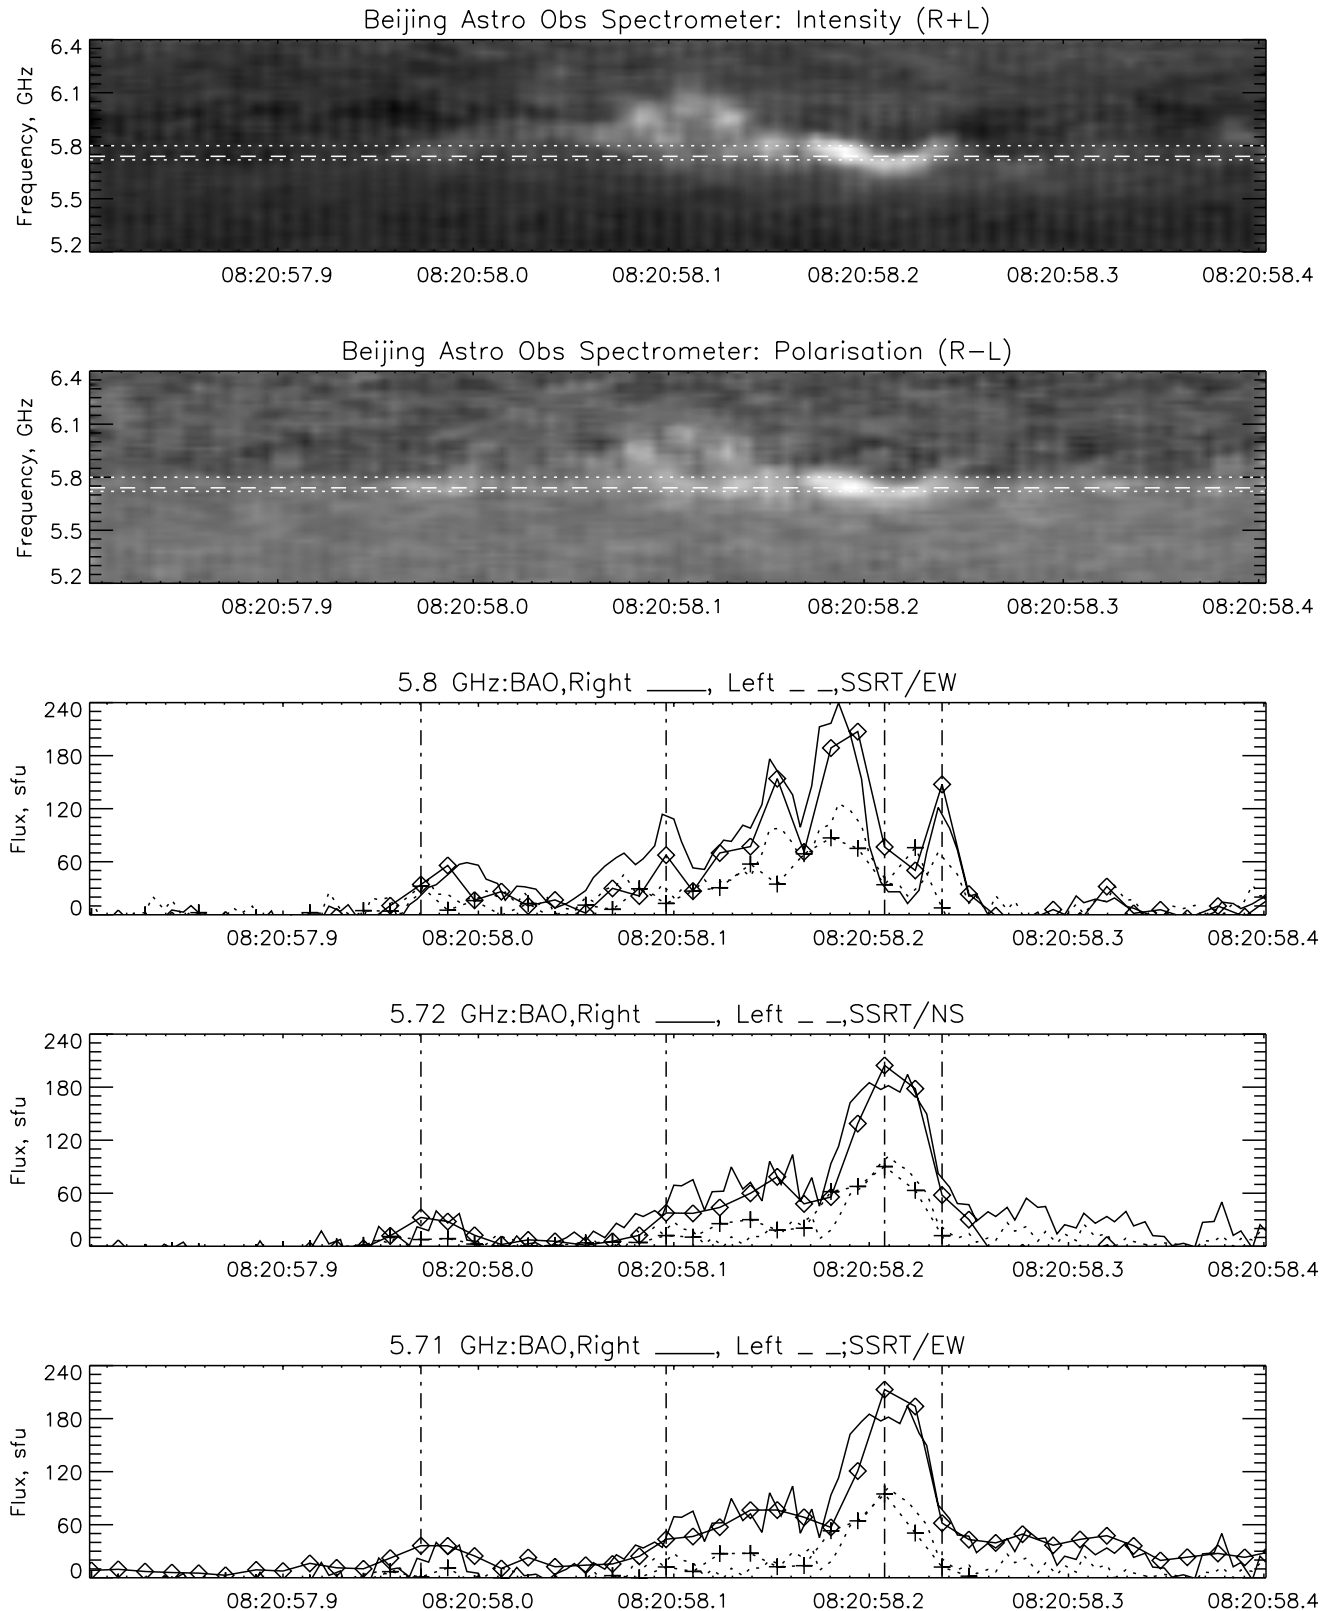 Beijing Astro Obs Spectrometer: Intensity (R+L)
6.4
6.1
5.8
5.5
5.2
Frequency, GHz
08:20:57.9 08:20:58.0 08:20:58.1 08:20:58.2 08:20:58.3 08:20:58.4
Beijing Astro Obs Spectrometer: Polarisation (R−L)
6.4
6.1
5.8
5.5
5.2
Frequency, GHz
08:20:57.9 08:20:58.0 08:20:58.1 08:20:58.2 08:20:58.3 08:20:58.4
5.8 GHz:BAO,Right ____, Left _ _,SSRT/EW
240
180
120
60
0
Flux, sfu
08:20:57.9 08:20:58.0 08:20:58.1 08:20:58.2 08:20:58.3 08:20:58.4
5.72 GHz:BAO,Right ____, Left _ _,SSRT/NS
240
180
120
60
0
Flux, sfu
08:20:57.9 08:20:58.0 08:20:58.1 08:20:58.2 08:20:58.3 08:20:58.4
5.71 GHz:BAO,Right ____, Left _ _;SSRT/EW
240
180
120
60
0
Flux, sfu
08:20:57.9 08:20:58.0 08:20:58.1 08:20:58.2 08:20:58.3 08:20:58.4